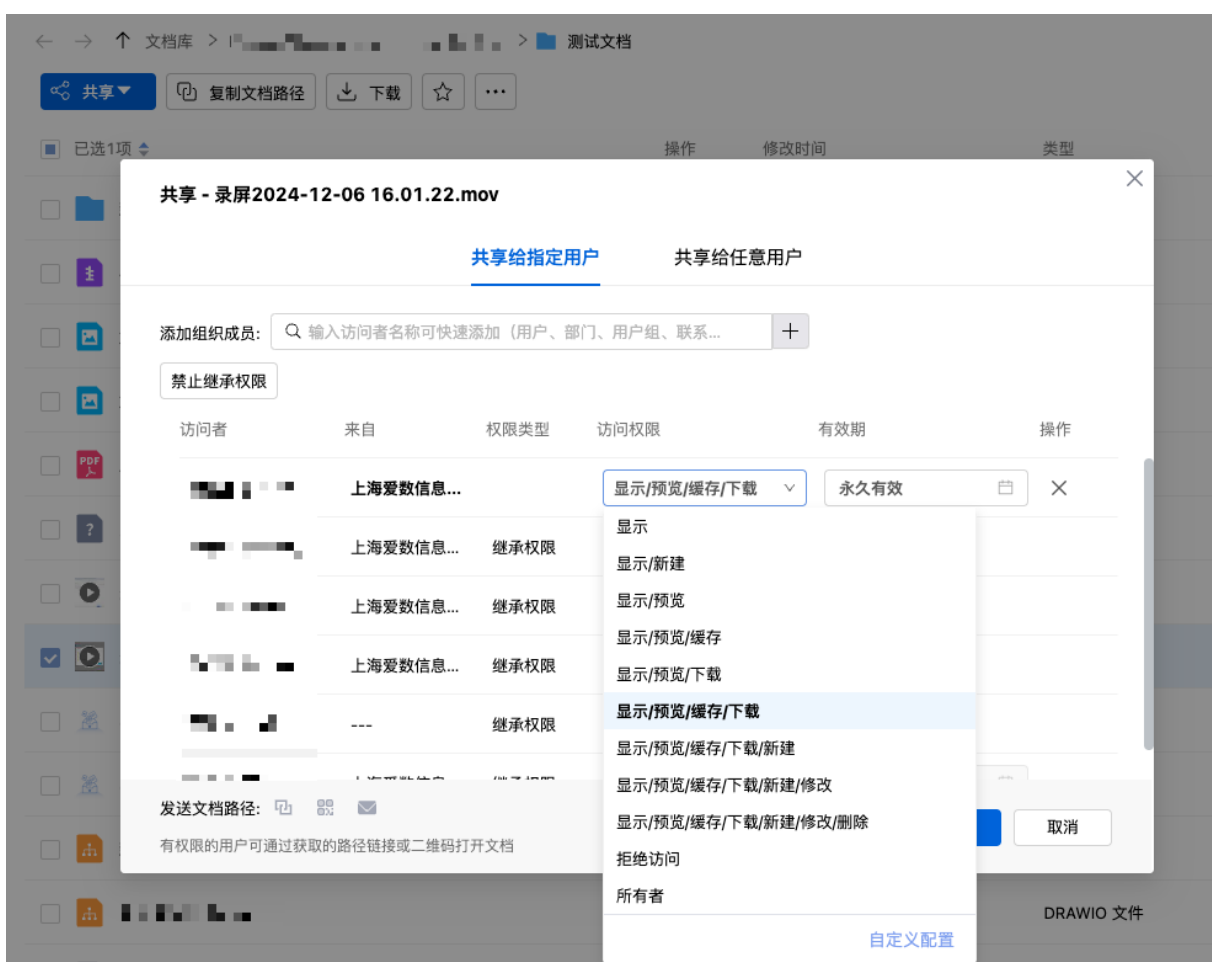 文档库 > > 测试文档
共享 复制文档路径 下载
已选1项 操作 修改时间 类型
共享 - 录屏2024-12-06 16.01.22.mov
共享给指定用户 共享给任意用户
添加组织成员: 输入访问者名称可快速添加（用户、部门、用户组、联系...
禁止继承权限
访问者 来自 权限类型 访问权限 有效期 操作
PDF
上海爱数信息... 显示/预览/缓存/下载 永久有效
显示
上海爱数信息... 继承权限
显示/新建
显示/预览
上海爱数信息... 继承权限
显示/预览/缓存
上海爱数信息... 继承权限
显示/预览/下载
显示/预览/缓存/下载
--- 继承权限
显示/预览/缓存/下载/新建
显示/预览/缓存/下载/新建/修改
发送文档路径:
显示/预览/缓存/下载/新建/修改/删除
取消
有权限的用户可通过获取的路径链接或二维码打开文档
拒绝访问
所有者
DRAWIO 文件
自定义配置